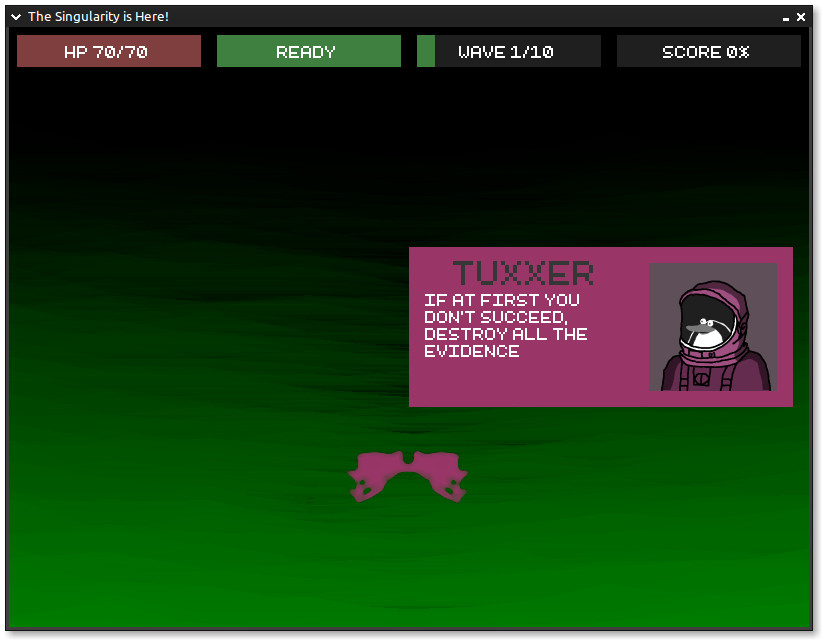 The Singularity is Here!
HP 70/70
READY
WAVE 1/10
SCORE 0%
TUXXER
IF AT FIRST YOU
DON'T SUCCEED,
DESTROY ALL THE
EVIDENCE